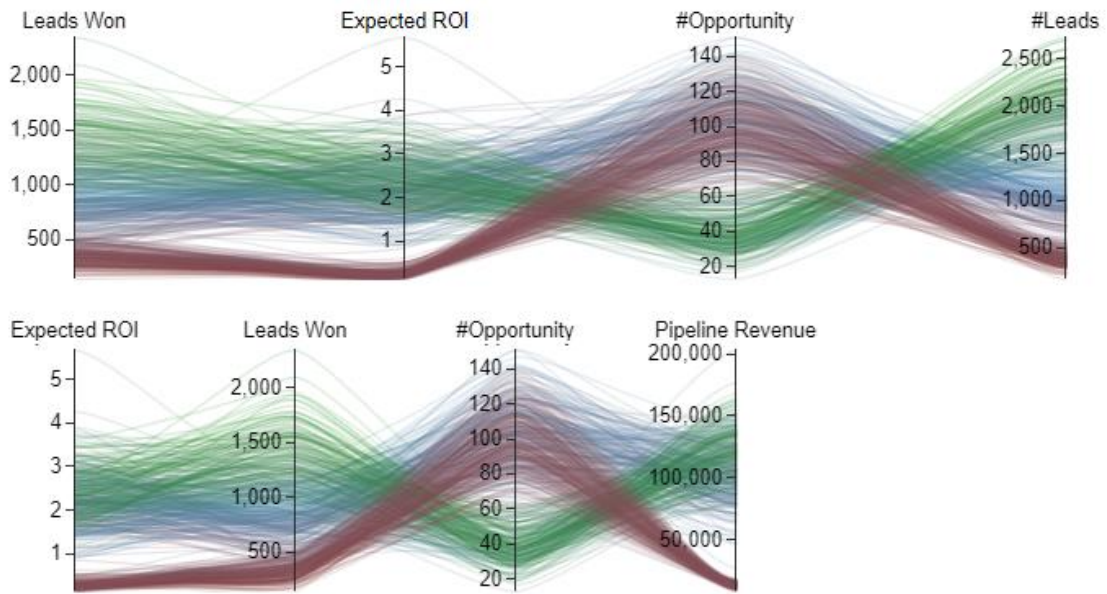 Leads Won Expected ROI #Opportunity #Leads
2,000 5 140 2,500
1,500 4 120 2,000
1,000 3 100 1,500
500 2 80 1,000
1 60 500
40
20
Expected ROI Leads Won #Opportunity Pipeline Revenue
5 2,000 140 200,000
4 1,500 120 150,000
3 1,000 100 100,000
2 500 80 50,000
1 60
40
20